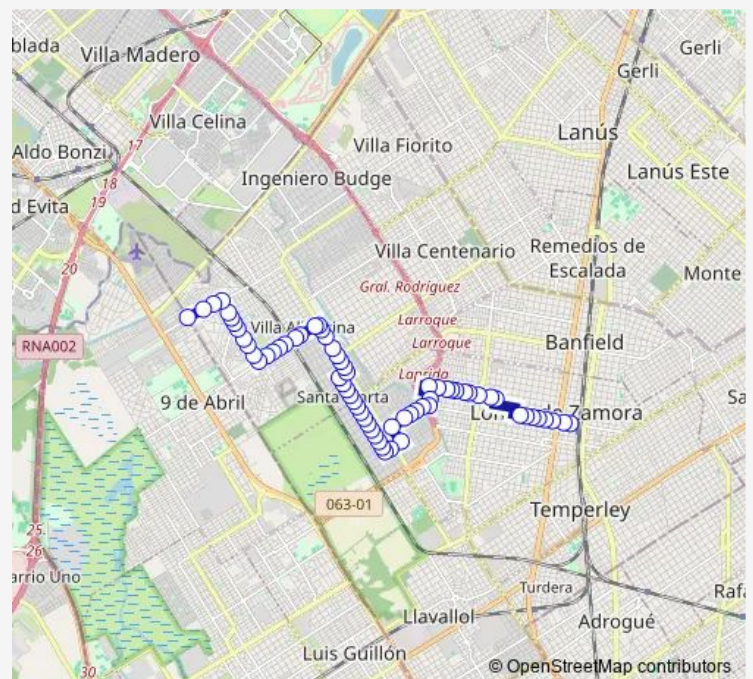 blada
Villa Madero
Gerli
Gerli
Villa Celina
17
Lanús
Villa Fiorito
Aldo Bonzi
Lanús Este
18
Ingeniero Budge
d Evita
19
Villa Centenario
Remedios de
Escalada
20
Monte
Gral. Rodríguez
Larroque
Villa
Larroque
RNA002
Banfield
Laprida
Santa
9 de Abril
de Zamora
063-01
Temperley
25
26
arrio Uno
Turdera
Rafa
Llavallol
Adrogué
Luis Guillón
30
© OpenStreetMap contributors